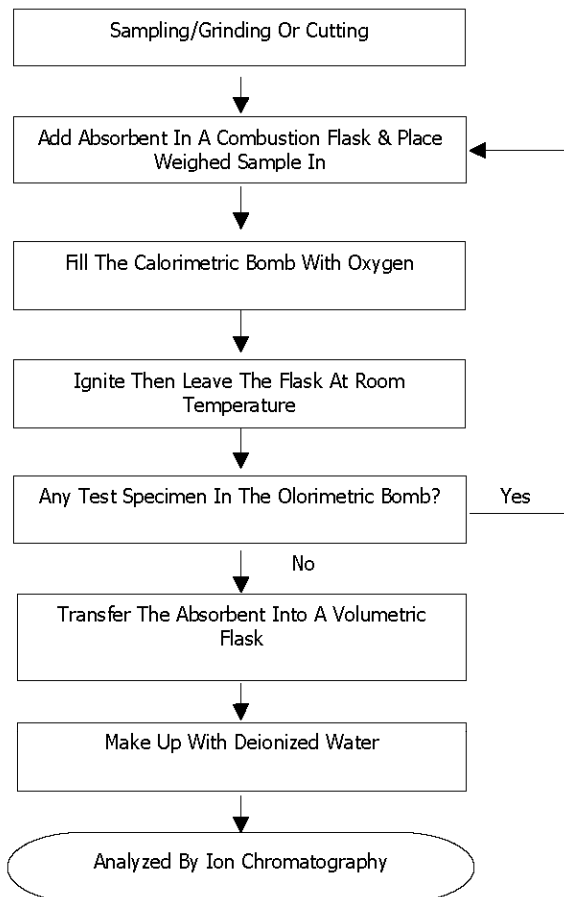 Sampling/Grinding Or Cutting
Add Absorbent In A Combustion Flask & Place
Weighed Sample In
Fill The Calorimetric Bomb With Oxygen
Ignite Then Leave The Flask At Room
Temperature
Any Test Specimen In The Olorimetric Bomb?
Yes
No
Transfer The Absorbent Into A Volumetric
Flask
Make Up With Deionized Water
Analyzed By Ion Chromatography